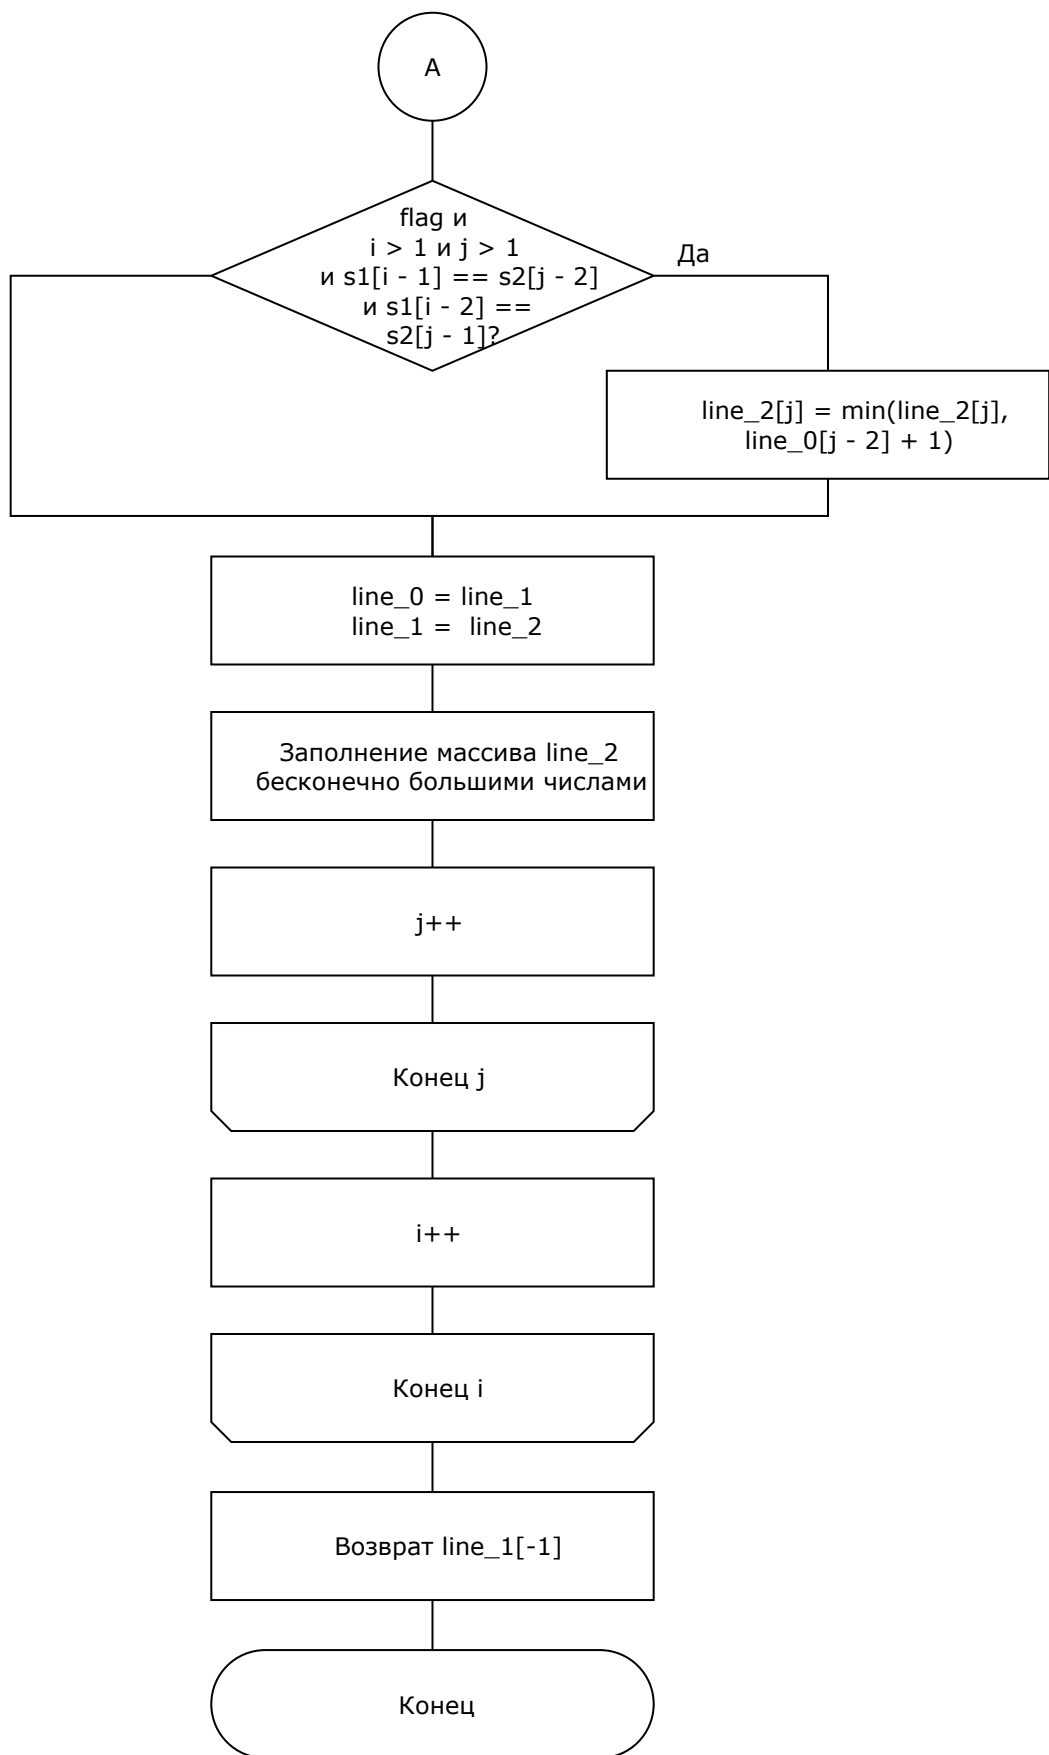 A
flag и
i > 1 и j > 1
и s1[i - 1] == s2[j - 2]
и s1[i - 2] ==
s2[j - 1]?
Да
line_2[j] = min(line_2[j],
line_0[j - 2] + 1)
line_0 = line_1
line_1 =  line_2
Заполнение массива line_2
бесконечно большими числами
j++
Конец j
i++
Конец i
Возврат line_1[-1]
Конец